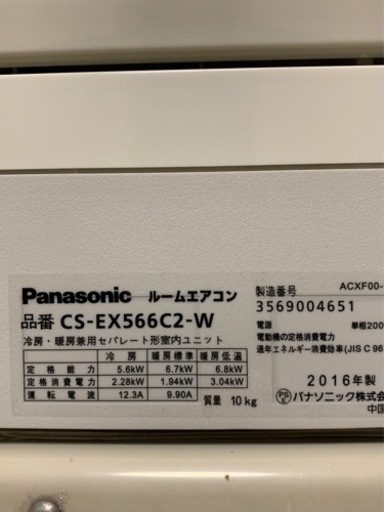 Panasonic ルームエアコン
品番 CS-EX566C2-W
冷房・暖房兼用セパレート形室内ユニット
冷房 暖房標準 暖房低温
定格能力 5.6kW 6.7kW 6.8kW
定格消費電力 2.28kW 1.94kW 3.04kW
運転電流 12.3A 9.90A
質量 10kg
ACXF00-
製造番号
3569004651
電源 単相200
電動機の定格消費電力
通年エネルギー消費効率(JIS C 96
2016年製
PS E
パナソニック株式会
中国